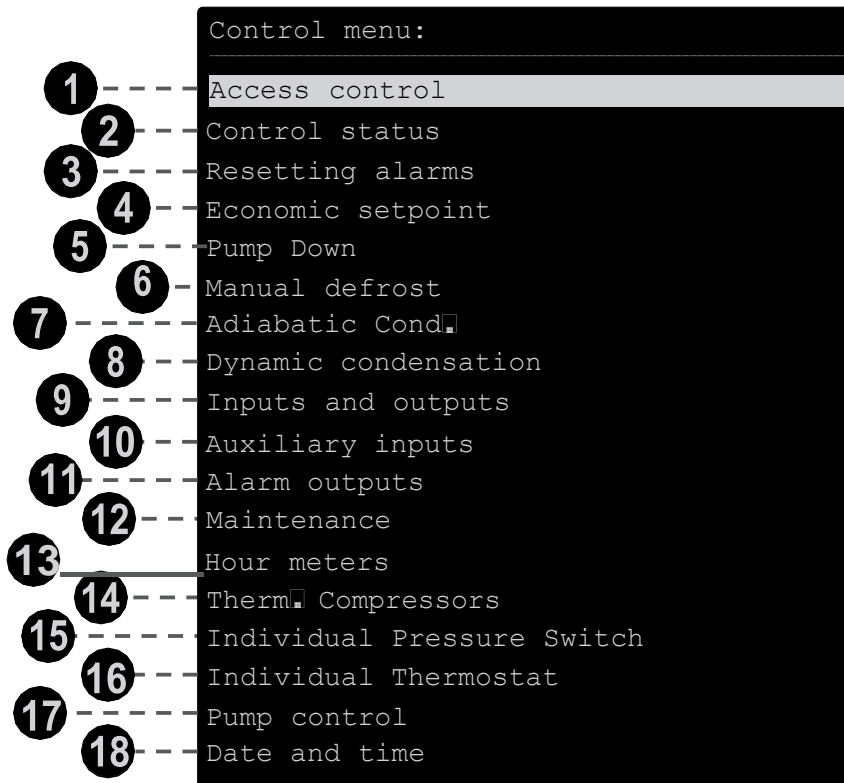 Control menu:
1 Access control
2 Control status
3 Resetting alarms
4 Economic setpoint
5 Pump Down
6 Manual defrost
7 Adiabatic Cond.
8 Dynamic condensation
9 Inputs and outputs
10 Auxiliary inputs
11 Alarm outputs
12 Maintenance
13 Hour meters
14 Therm. Compressors
15 Individual Pressure Switch
16 Individual Thermostat
17 Pump control
18 Date and time